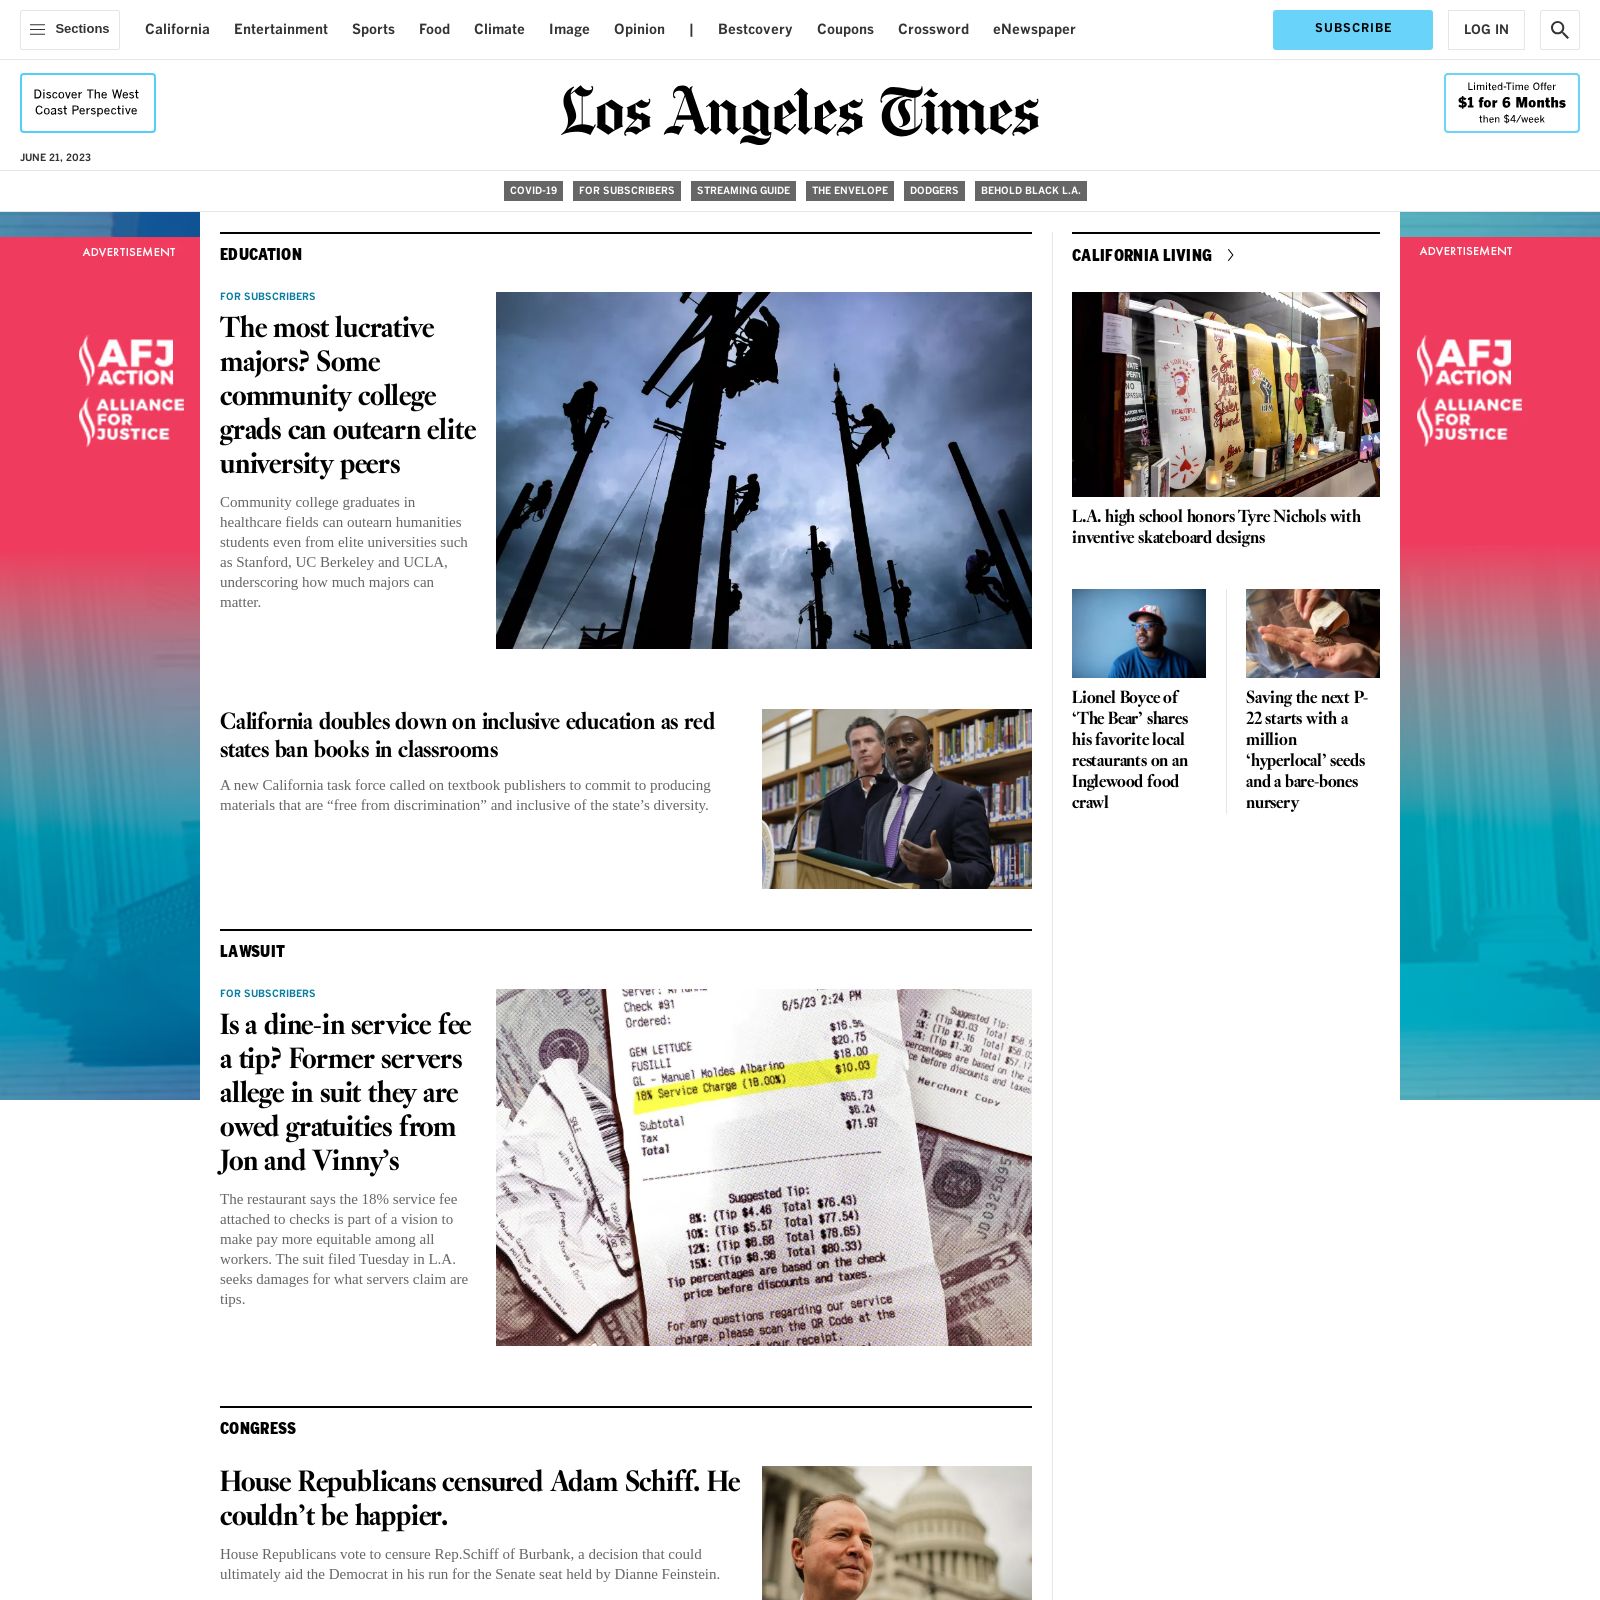 Sections
California
Entertainment
Sports
Food
Climate
Image
Opinion
|
Bestcovery
Coupons
Crossword
eNewspaper
SUBSCRIBE
LOG IN
Discover The West
Coast Perspective
Los Angeles Times
Limited-Time Offer
$1 for 6 Months
then $4/week
JUNE 21, 2023
COVID-19
FOR SUBSCRIBERS
STREAMING GUIDE
THE ENVELOPE
DODGERS
BEHOLD BLACK L.A.
ADVERTISEMENT
AFJ
ACTION
ALLIANCE
FOR
JUSTICE
EDUCATION
FOR SUBSCRIBERS
The most lucrative
majors? Some
community college
grads can outearn elite
university peers
Community college graduates in
healthcare fields can outearn humanities
students even from elite universities such
as Stanford, UC Berkeley and UCLA,
underscoring how much majors can
matter.
California doubles down on inclusive education as red
states ban books in classrooms
A new California task force called on textbook publishers to commit to producing
materials that are “free from discrimination” and inclusive of the state’s diversity.
LAWSUIT
FOR SUBSCRIBERS
Is a dine-in service fee
a tip? Former servers
allege in suit they are
owed gratuities from
Jon and Vinny’s
The restaurant says the 18% service fee
attached to checks is part of a vision to
make pay more equitable among all
workers. The suit filed Tuesday in L.A.
seeks damages for what servers claim are
tips.
Check #91
6/5/23 2:24 PM
Ordered:
GEM LETTUCE $16.95
FUSILLI $20.75
GL - Manuel Moldes Albarino $18.00
18% Service Charge (18.00%) $10.03
Subtotal $65.73
Tax $6.24
Total $71.97
Suggested Tip:
8%: (Tip $4.46 Total $76.43)
10%: (Tip $5.57 Total $77.54)
12%: (Tip $6.68 Total $78.65)
15%: (Tip $8.36 Total $80.33)
Tip percentages are based on the check
price before discounts and taxes.
For any questions regarding our service
charge, please scan the QR Code at the
your receipt.
Suggested Tip:
Merchant Copy
CONGRESS
House Republicans censured Adam Schiff. He
couldn’t be happier.
House Republicans vote to censure Rep.Schiff of Burbank, a decision that could
ultimately aid the Democrat in his run for the Senate seat held by Dianne Feinstein.
CALIFORNIA LIVING
L.A. high school honors Tyre Nichols with
inventive skateboard designs
Lionel Boyce of
‘The Bear’ shares
his favorite local
restaurants on an
Inglewood food
crawl
Saving the next P-
22 starts with a
million
‘hyperlocal’ seeds
and a bare-bones
nursery
ADVERTISEMENT
AFJ
ACTION
ALLIANCE
FOR
JUSTICE